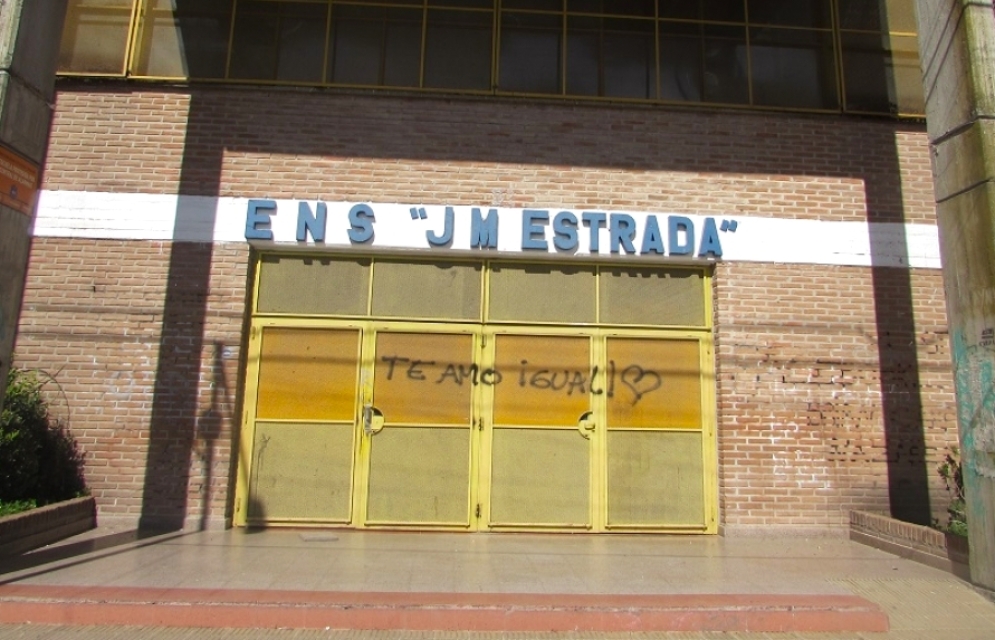 ENS "JM ESTRADA"
TE AMO IGUAL!